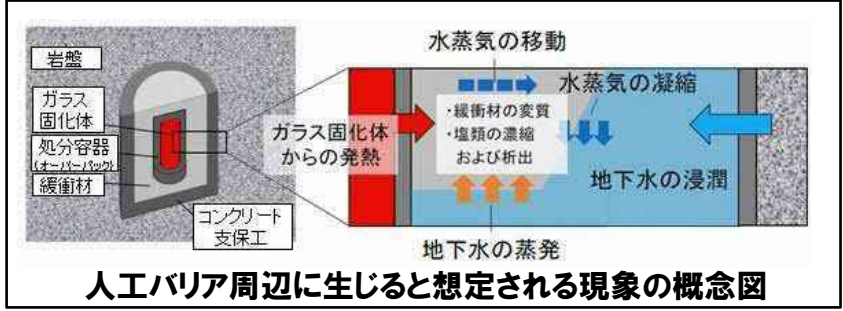 岩盤
ガラス
固化体
処分容器
(オーバーパック)
緩衝材
コンクリート
支保工
水蒸気の移動
水蒸気の凝縮
・緩衝材の変質
・塩類の濃縮
および析出
ガラス固化体
からの発熱
地下水の浸潤
地下水の蒸発
人工バリア周辺に生じると想定される現象の概念図